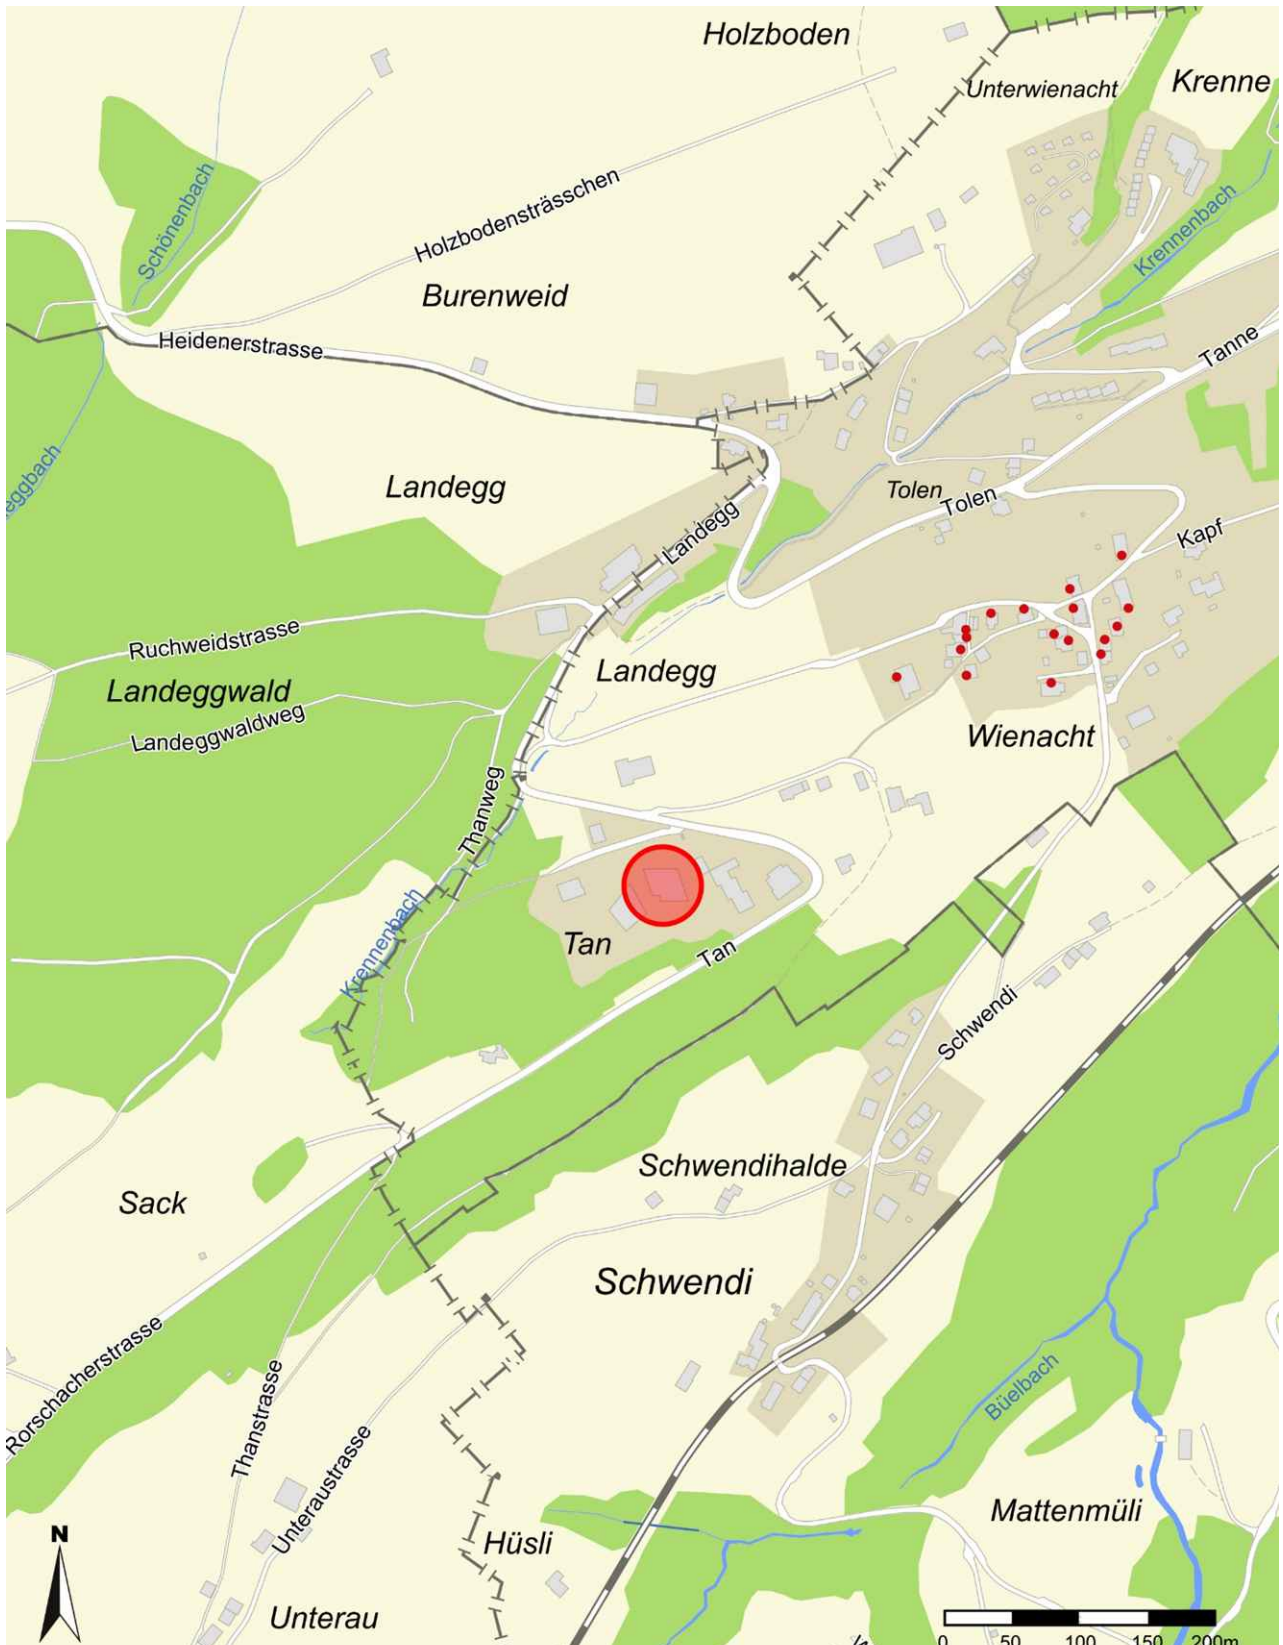 Holzboden
Unterwienacht
Krenne
Schönenbach
Holzbodensträsschen
Krennenbach
Burenweid
Heidenerstrasse
Tanne
eggbach
Landegg
Tolen
Tolen
Landegg
Kapf
Ruchweidstrasse
Landegg
Landeggwald
Landeggwaldweg
Wienacht
Thanweg
Krennenbach
Tan
Tan
Schwendi
Schwendihalde
Sack
Schwendi
Rorschacherstrasse
Büelbach
Thanstrasse
Unteraustrasse
Mattenmüli
N
Hüsli
Unterau
0 50 100 150 200m